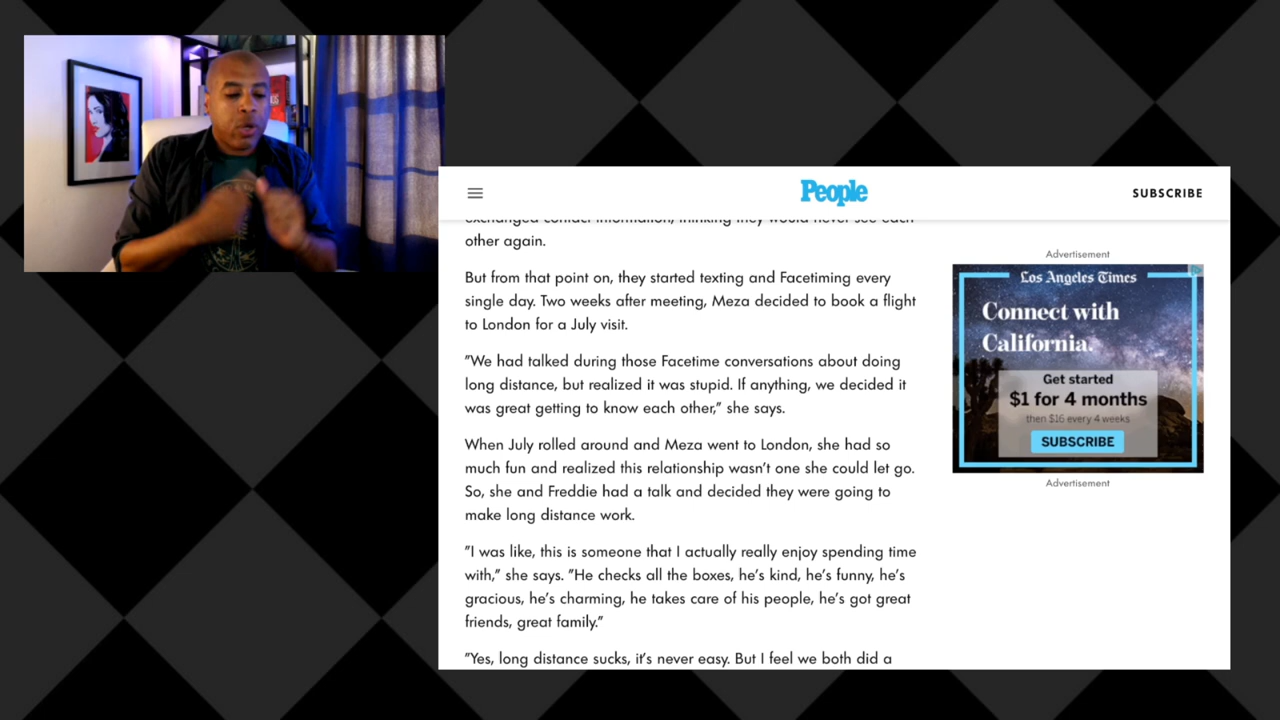 People
SUBSCRIBE
exchanged contact information, thinking they would never see each
other again.
But from that point on, they started texting and Facetiming every
single day. Two weeks after meeting, Meza decided to book a flight
to London for a July visit.
"We had talked during those Facetime conversations about doing
long distance, but realized it was stupid. If anything, we decided it
was great getting to know each other," she says.
When July rolled around and Meza went to London, she had so
much fun and realized this relationship wasn't one she could let go.
So, she and Freddie had a talk and decided they were going to
make long distance work.
"I was like, this is someone that I actually really enjoy spending time
with," she says. "He checks all the boxes, he's kind, he's funny, he's
gracious, he's charming, he takes care of his people, he's got great
friends, great family."
"Yes, long distance sucks, it's never easy. But I feel we both did a
Advertisement
Los Angeles Times
Connect with
California.
Get started
$1 for 4 months
then $16 every 4 weeks
SUBSCRIBE
Advertisement